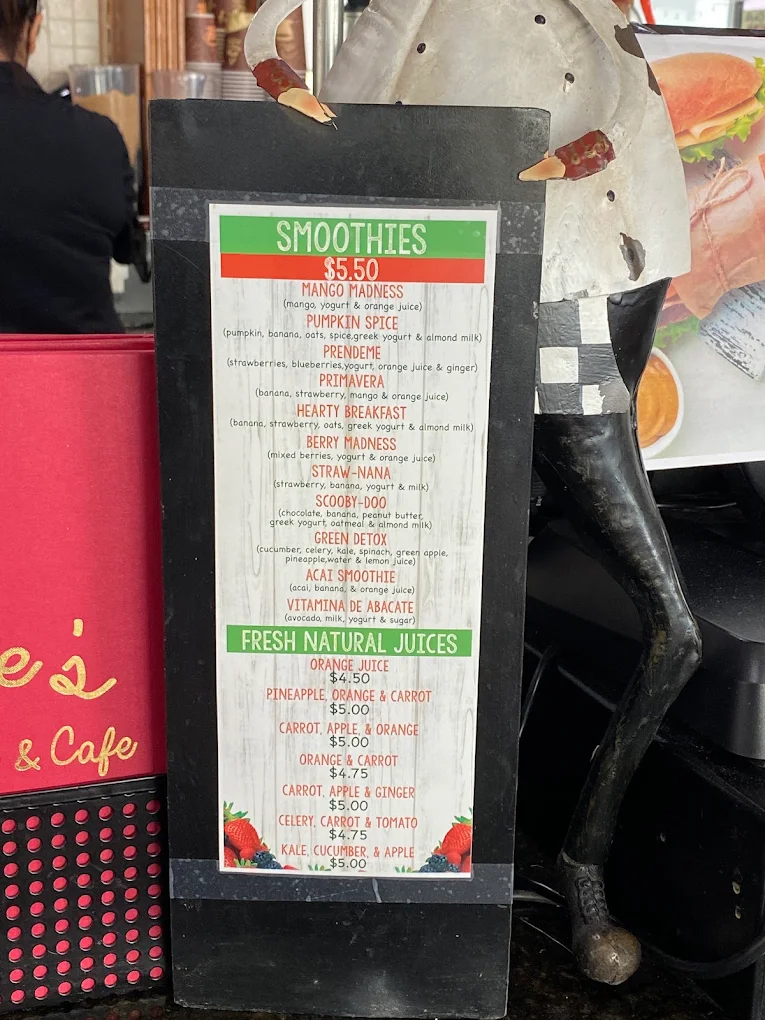 SMOOTHIES
$5.50
MANGO MADNESS
(mango, yogurt & orange juice)
PUMPKIN SPICE
(pumpkin, banana, oats, spice,greek yogurt & almond milk)
PRENDEME
(strawberries, blueberries,yogurt, orange juice & ginger)
PRIMAVERA
(banana, strawberry, mango & orange juice)
HEARTY BREAKFAST
(banana, strawberry, oats, greek yogurt & almond milk)
BERRY MADNESS
(mixed berries, yogurt & orange juice)
STRAW-NANA
(strawberry, banana, yogurt & milk)
SCOOBY-DOO
(chocolate, banana, peanut butter,
greek yogurt, oatmeal & almond milk)
GREEN DETOX
(cucumber, celery, kale, spinach, green apple,
pineapple,water & lemon juice)
ACAI SMOOTHIE
(acai, banana, & orange juice)
VITAMINA DE ABACATE
(avocado, milk, yogurt & sugar)
FRESH NATURAL JUICES
ORANGE JUICE
$4.50
PINEAPPLE, ORANGE & CARROT
$5.00
CARROT, APPLE, & ORANGE
$5.00
ORANGE & CARROT
$4.75
CARROT, APPLE & GINGER
$5.00
CELERY, CARROT & TOMATO
$4.75
KALE, CUCUMBER, & APPLE
$5.00
e's
& Cafe